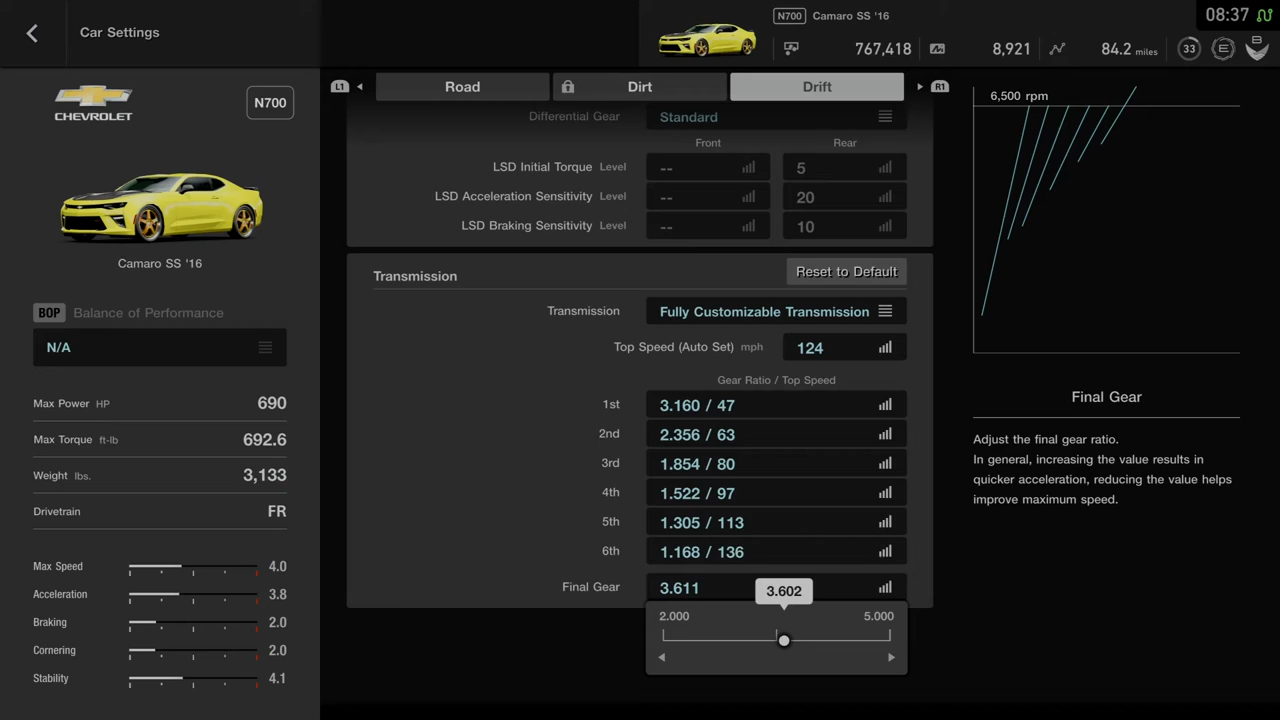 Car Settings
N700 Camaro SS '16
08:37
767,418
8,921
84.2 miles
33
E
B
CHEVROLET
N700
Camaro SS '16
BOP Balance of Performance
N/A
Max Power HP 690
Max Torque ft-lb 692.6
Weight lbs. 3,133
Drivetrain FR
Max Speed 4.0
Acceleration 3.8
Braking 2.0
Cornering 2.0
Stability 4.1
L1 Road Dirt Drift R1
Differential Gear Standard
Front Rear
LSD Initial Torque Level -- 5
LSD Acceleration Sensitivity Level -- 20
LSD Braking Sensitivity Level -- 10
Transmission Reset to Default
Transmission Fully Customizable Transmission
Top Speed (Auto Set) mph 124
Gear Ratio / Top Speed
1st 3.160 / 47
2nd 2.356 / 63
3rd 1.854 / 80
4th 1.522 / 97
5th 1.305 / 113
6th 1.168 / 136
Final Gear 3.611
3.602
2.000 5.000
6,500 rpm
Final Gear
Adjust the final gear ratio.
In general, increasing the value results in
quicker acceleration, reducing the value helps
improve maximum speed.